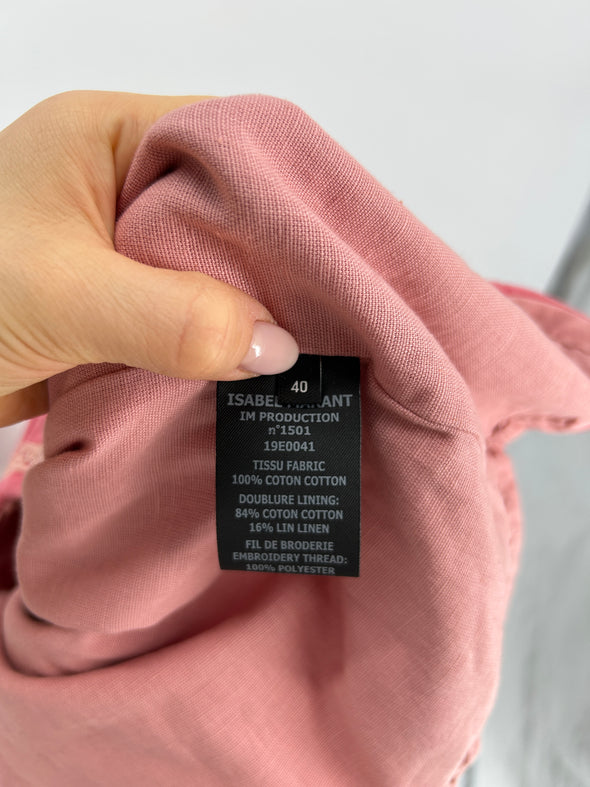 40
ISABEL MARANT
IM PRODUCTION
n°1501
19E0041
TISSU FABRIC
100% COTON COTTON
DOUBLURE LINING:
84% COTON COTTON
16% LIN LINEN
FIL DE BRODERIE
EMBROIDERY THREAD:
100% POLYESTER